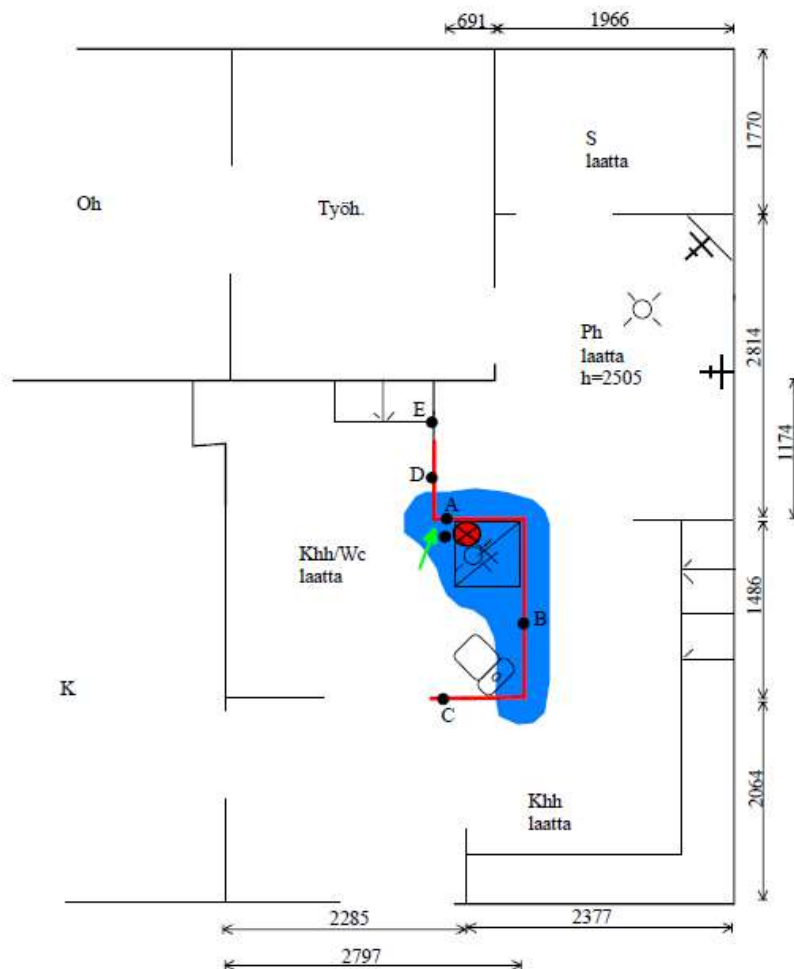 691
1966
1770
S
laatta
Oh
Työh.
Ph
laatta
h=2505
2814
1174
E
D
A
Khh/Wc
laatta
1486
B
K
C
2064
Khh
laatta
2285
2377
2797